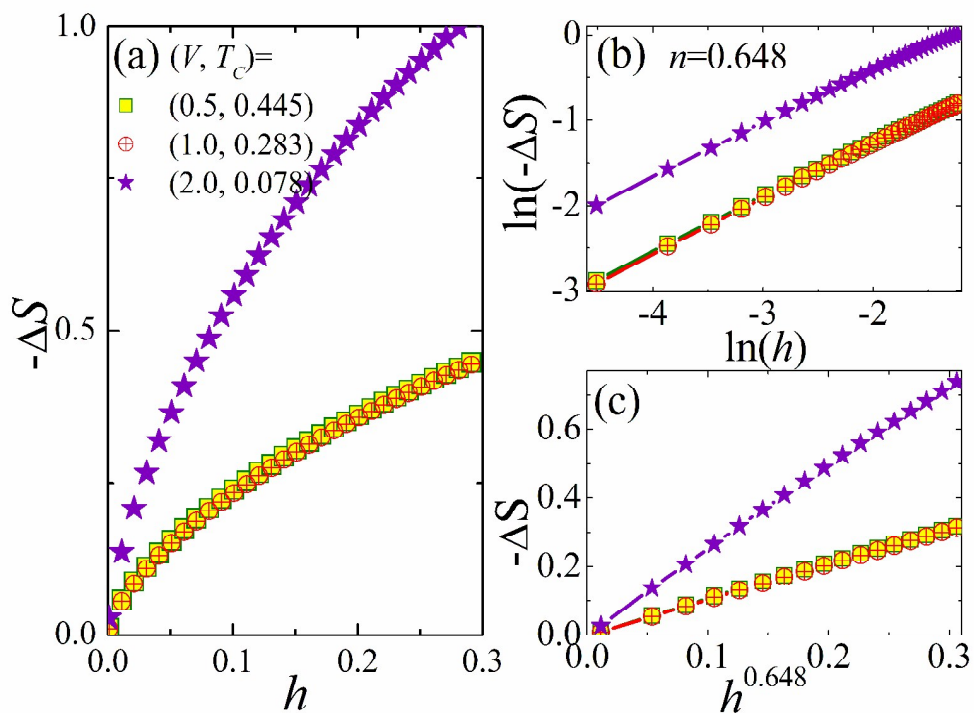 (a) (V, T_C)=
(0.5, 0.445)
(1.0, 0.283)
(2.0, 0.078)
1.0
0.5
0.0
-ΔS
0.0 0.1 0.2 0.3
h
(b) n=0.648
0
-1
-2
-3
ln(-ΔS)
-4 -3 -2
ln(h)
(c)
0.6
0.4
0.2
0.0
-ΔS
0.0 0.1 0.2 0.3
h^0.648